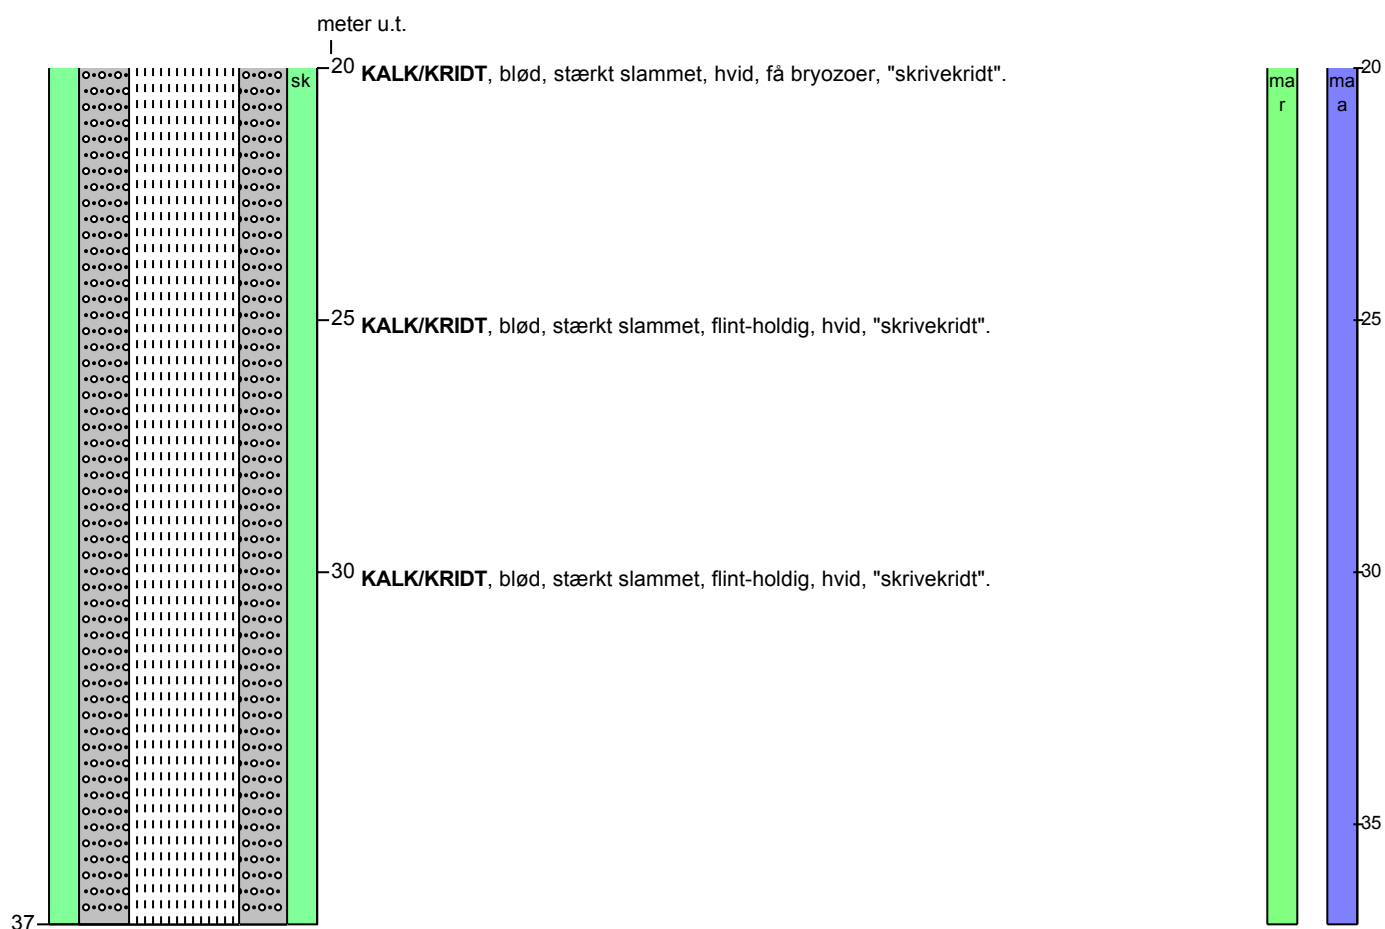 meter u.t.
20 KALK/KRIDT, blød, stærkt slammet, hvid, få bryozoer, "skrivekridt".
sk
ma
r
ma
a
20
25 KALK/KRIDT, blød, stærkt slammet, flint-holdig, hvid, "skrivekridt".
25
30 KALK/KRIDT, blød, stærkt slammet, flint-holdig, hvid, "skrivekridt".
30
35
37